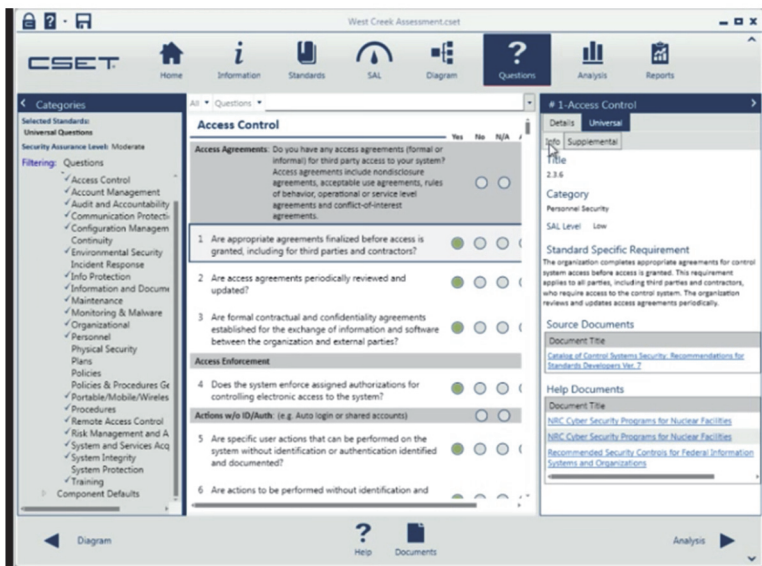 West Creek Assessment.cset
CSET
Home
Information
Standards
SAL
Diagram
Questions
Analysis
Reports
Categories
Selected Standards:
Universal Questions
Security Assurance Level: Moderate
Filtering: Questions
Access Control
Account Management
Audit and Accountability
Communication Protecti
Configuration Managem
Continuity
Environmental Security
Incident Response
Info Protection
Information and Docume
Maintenance
Monitoring & Malware
Organizational
Personnel
Physical Security
Plans
Policies
Policies & Procedures Ge
Portable/Mobile/Wireles
Procedures
Remote Access Control
Risk Management and A
System and Services Acq
System Integrity
System Protection
Training
Component Defaults
All Questions
Access Control
Yes No N/A
Access Agreements: Do you have any access agreements (formal or
informal) for third party access to your system?
Access agreements include nondisclosure
agreements, acceptable use agreements, rules
of behavior, operational or service level
agreements and conflict-of-interest
agreements.
1 Are appropriate agreements finalized before access is
granted, including for third parties and contractors?
2 Are access agreements periodically reviewed and
updated?
3 Are formal contractual and confidentiality agreements
established for the exchange of information and software
between the organization and external parties?
Access Enforcement
4 Does the system enforce assigned authorizations for
controlling electronic access to the system?
Actions w/o ID/Auth: (e.g. Auto login or shared accounts)
5 Are specific user actions that can be performed on the
system without identification or authentication identified
and documented?
6 Are actions to be performed without identification and
# 1-Access Control
Details Universal
Info Supplemental
Title
2.3.6
Category
Personnel Security
SAL Level Low
Standard Specific Requirement
The organization completes appropriate agreements for control
system access before access is granted. This requirement
applies to all parties, including third parties and contractors,
who require access to the control system. The organization
reviews and updates access agreements periodically.
Source Documents
Document Title
Catalog of Control Systems Security: Recommendations for
Standards Developers Ver. 7
Help Documents
Document Title
NRC Cyber Security Programs for Nuclear Facilities
NRC Cyber Security Programs for Nuclear Facilities
Recommended Security Controls for Federal Information
Systems and Organizations
Diagram
Help
Documents
Analysis